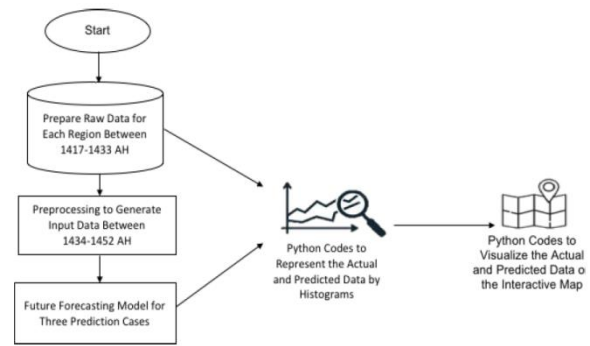 Start
Prepare Raw Data for
Each Region Between
1417-1433 AH
Preprocessing to Generate
Input Data Between
1434-1452 AH
Future Forecasting Model for
Three Prediction Cases
Python Codes to
Represent the Actual
and Predicted Data by
Histograms
Python Codes to
Visualize the Actual
and Predicted Data o
the Interactive Map